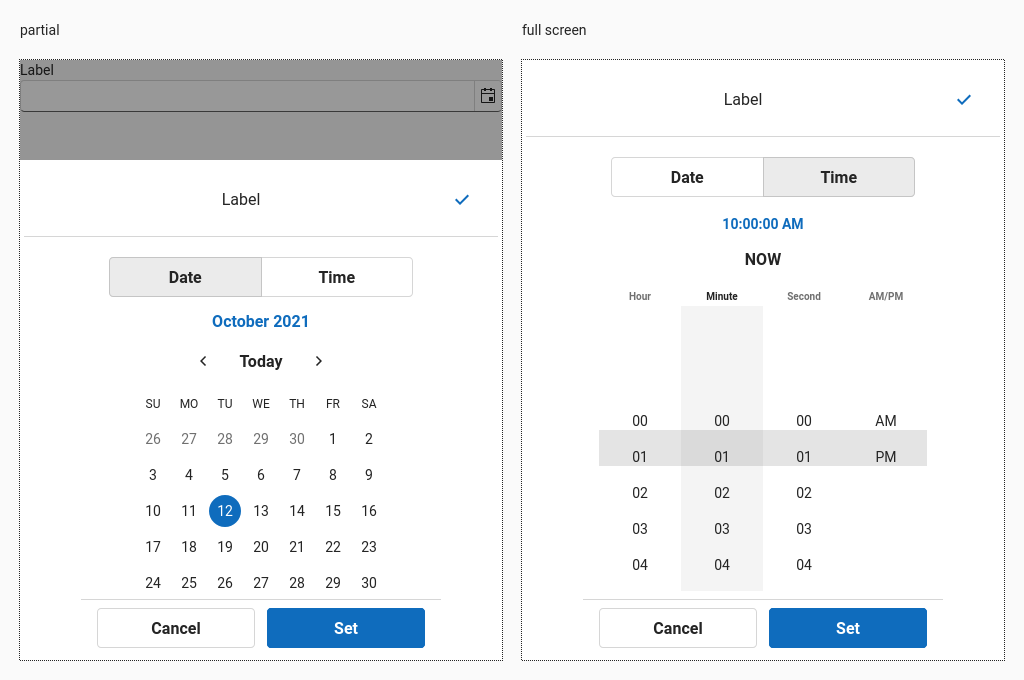 partial
Label
Label
Date Time
October 2021
Today
SU MO TU WE TH FR SA
26 27 28 29 30 1 2
3 4 5 6 7 8 9
10 11 12 13 14 15 16
17 18 19 20 21 22 23
24 25 26 27 28 29 30
Cancel Set
full screen
Label
Date Time
10:00:00 AM
NOW
Hour Minute Second AM/PM
00 00 00 AM
01 01 01 PM
02 02 02
03 03 03
04 04 04
Cancel Set